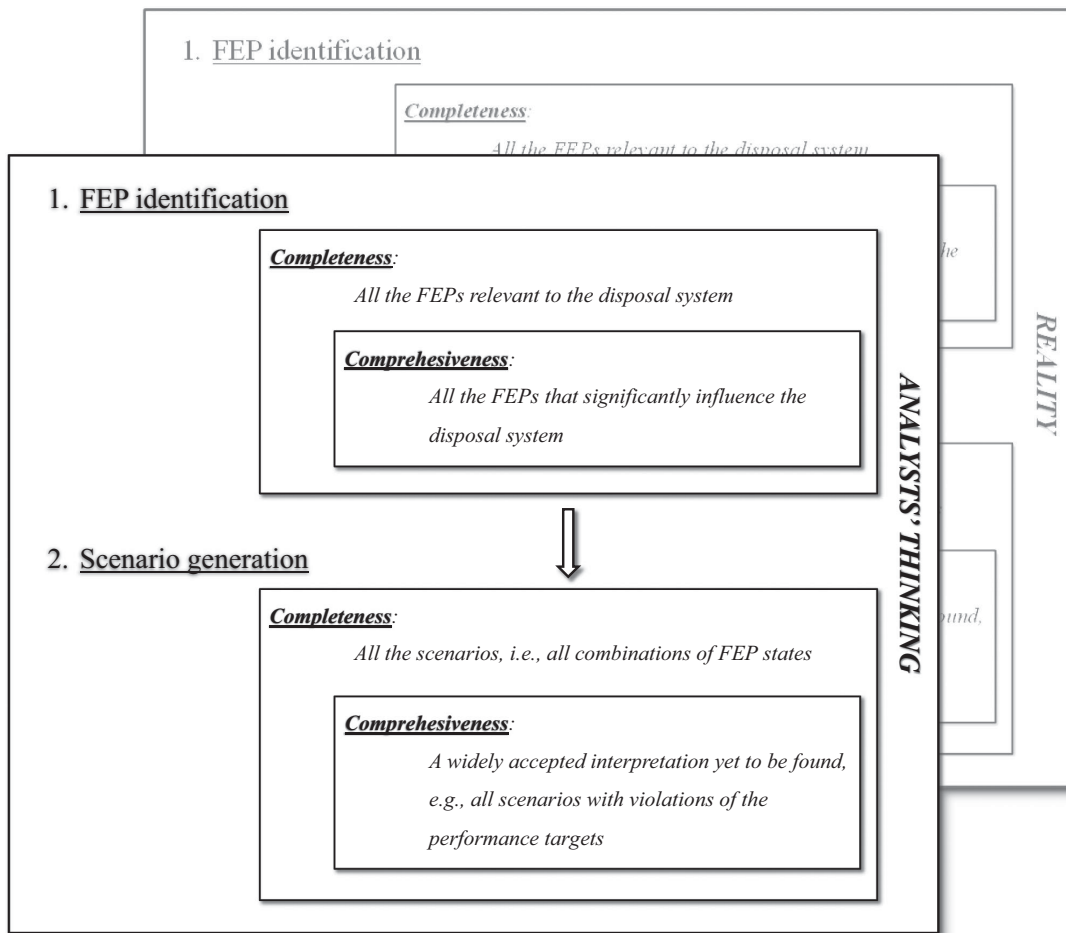 1. FEP identification
Completeness:
All the FEPs relevant to the disposal system
he
REALITY
ound,
1. FEP identification
Completeness:
All the FEPs relevant to the disposal system
Comprehesiveness:
All the FEPs that significantly influence the
disposal system
ANALYSTS' THINKING
2. Scenario generation
Completeness:
All the scenarios, i.e., all combinations of FEP states
Comprehesiveness:
A widely accepted interpretation yet to be found,
e.g., all scenarios with violations of the
performance targets